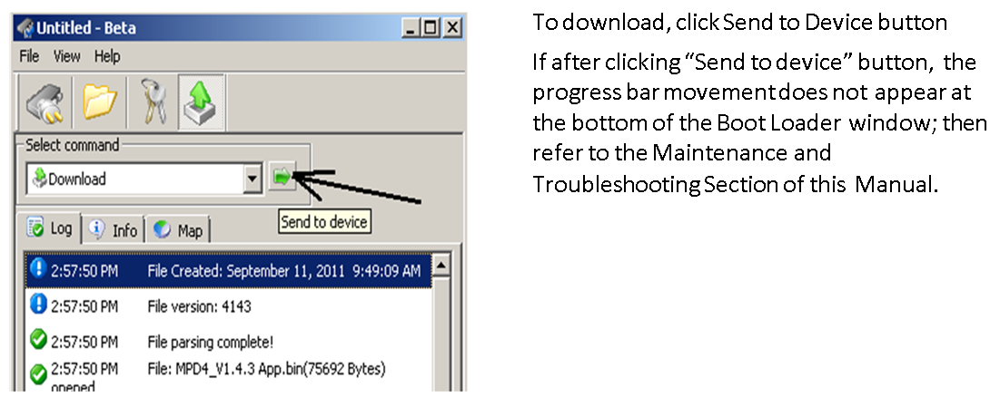 Untitled - Beta
File View Help
Select command
Download
Send to device
Log Info Map
2:57:50 PM File Created: September 11, 2011 9:49:09 AM
2:57:50 PM File version: 4143
2:57:50 PM File parsing complete!
2:57:50 PM File: MPD4_V1.4.3 App.bin(75692 Bytes)
opened
To download, click Send to Device button
If after clicking “Send to device” button, the
progress bar movement does not appear at
the bottom of the Boot Loader window; then
refer to the Maintenance and
Troubleshooting Section of this Manual.